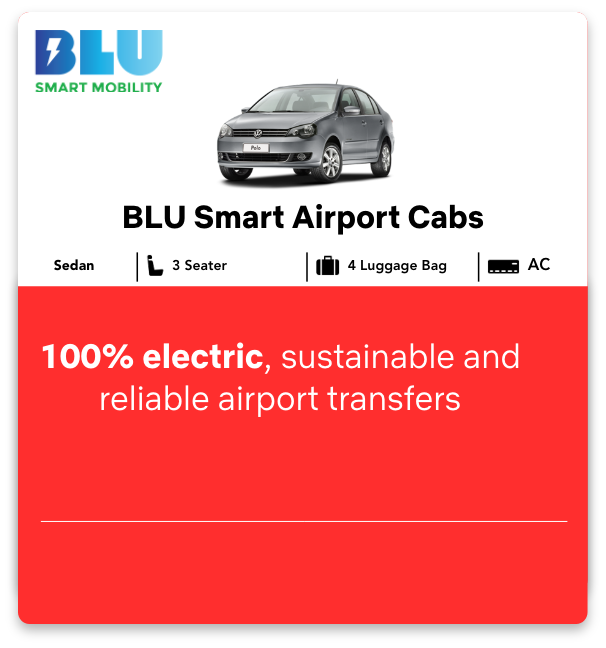 BLU
SMART MOBILITY
Polo
BLU Smart Airport Cabs
Sedan 3 Seater 4 Luggage Bag AC
100% electric, sustainable and
reliable airport transfers